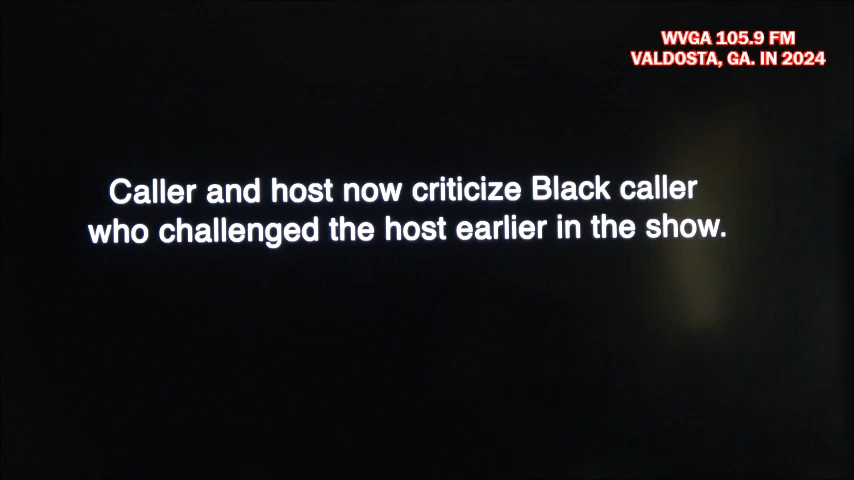 WVGA 105.9 FM
VALDOSTA, GA. IN 2024
Caller and host now criticize Black caller
who challenged the host earlier in the show.